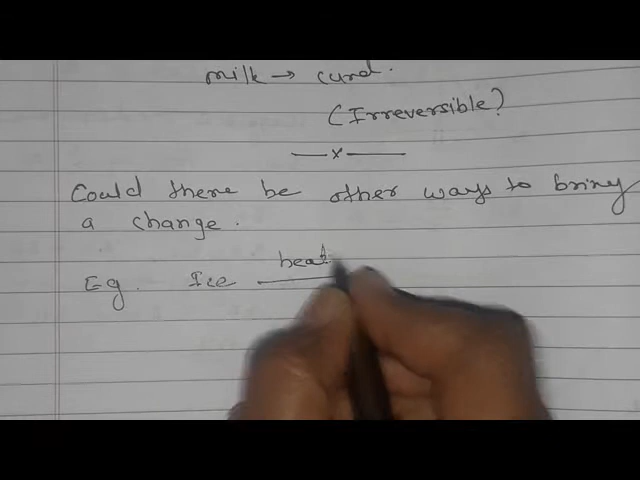 milk → curd.
(Irreversible)
—x—
Could there be other ways to bring
a change.
Eg. Ice heat